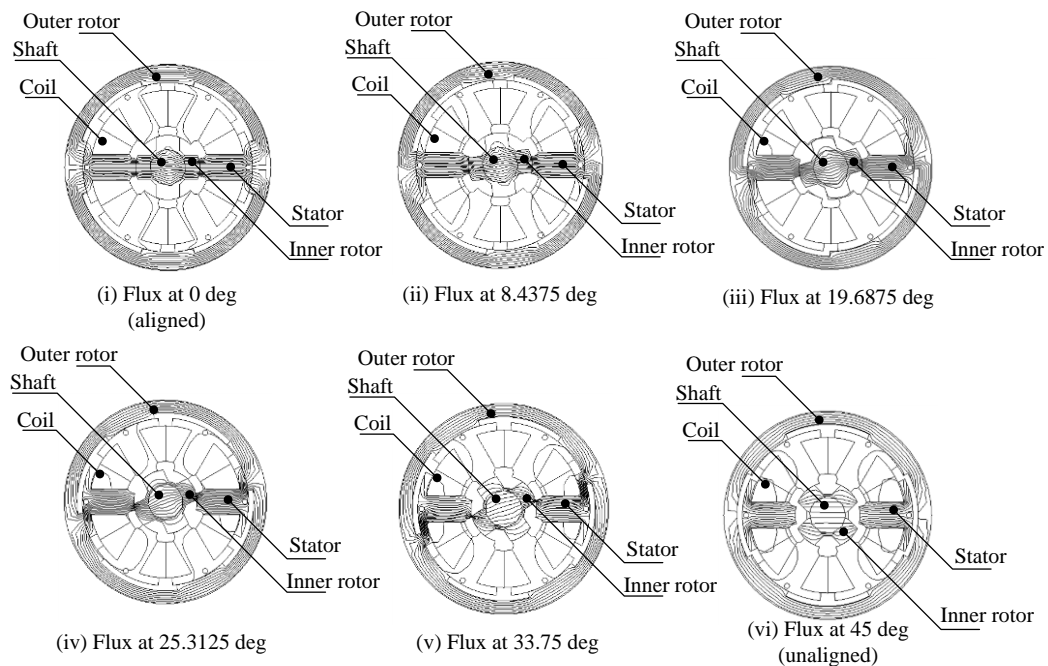 Outer rotor
Shaft
Coil
Stator
Inner rotor
(i) Flux at 0 deg
(aligned)
Outer rotor
Shaft
Coil
Stator
Inner rotor
(ii) Flux at 8.4375 deg
Outer rotor
Shaft
Coil
Stator
Inner rotor
(iii) Flux at 19.6875 deg
Outer rotor
Shaft
Coil
Stator
Inner rotor
(iv) Flux at 25.3125 deg
Outer rotor
Shaft
Coil
Stator
Inner rotor
(v) Flux at 33.75 deg
Outer rotor
Shaft
Coil
Stator
Inner rotor
(vi) Flux at 45 deg
(unaligned)